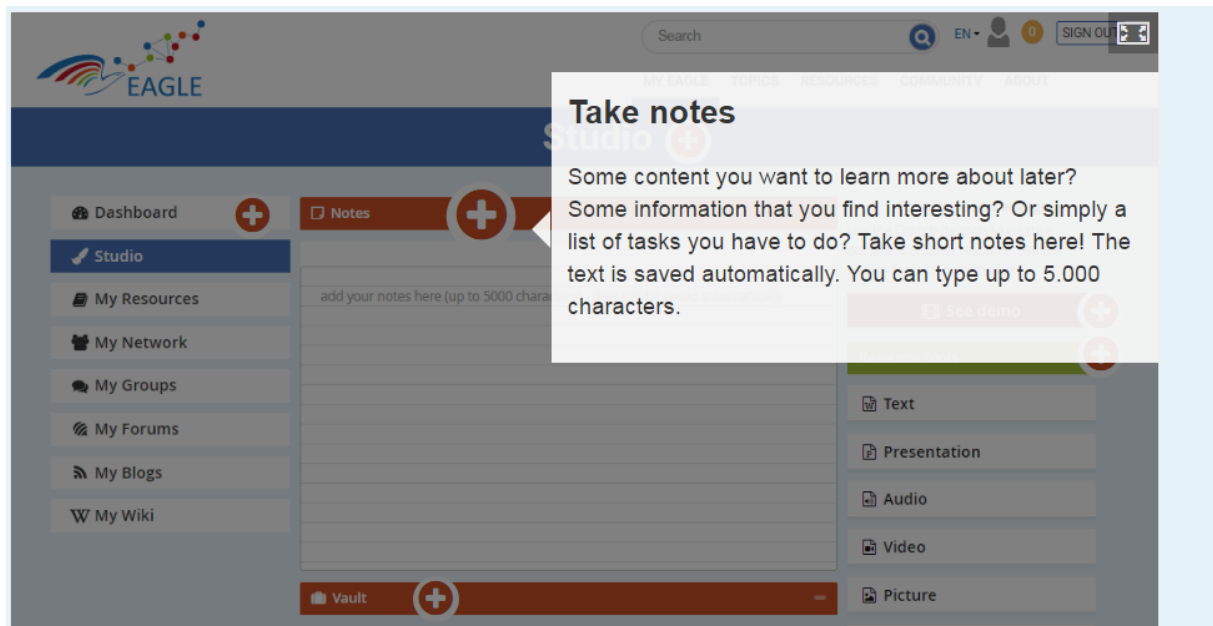 EAGLE
Search
EN
0
SIGN OUT
MY EAGLE TOPICS RESOURCES COMMUNITY ABOUT
Studio
Take notes
Some content you want to learn more about later?
Some information that you find interesting? Or simply a
list of tasks you have to do? Take short notes here! The
text is saved automatically. You can type up to 5.000
characters.
Dashboard
Studio
My Resources
My Network
My Groups
My Forums
My Blogs
My Wiki
Notes
add your notes here (up to 5000
Vault
See demo
Text
Presentation
Audio
Video
Picture